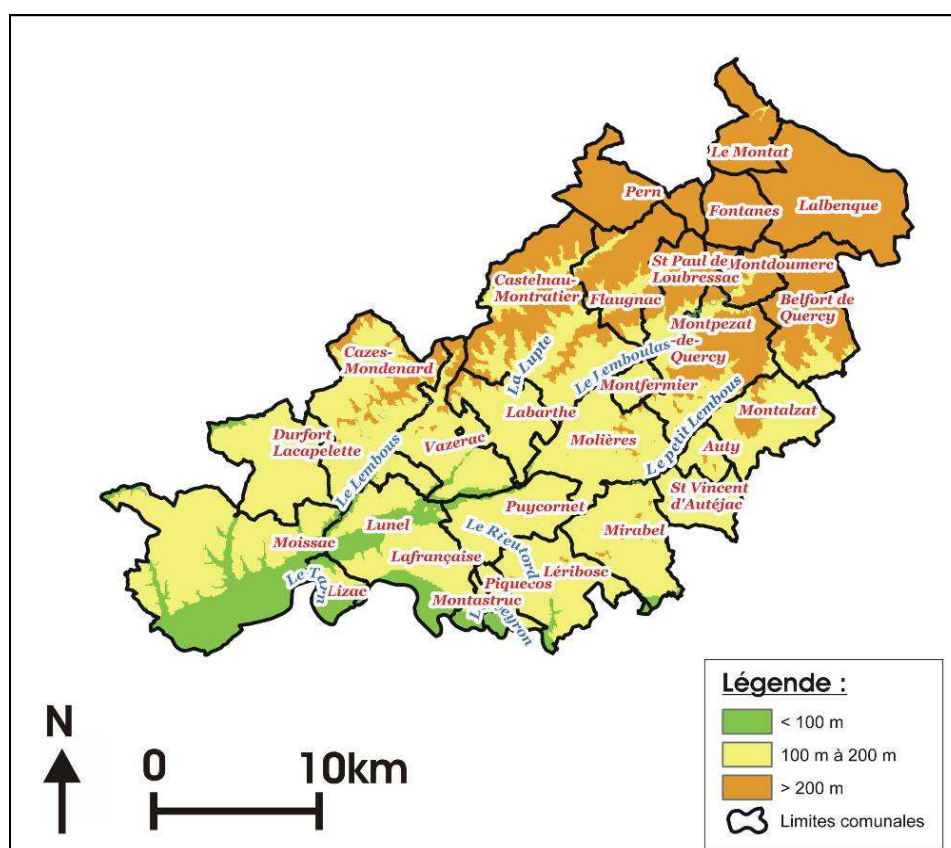 Le Montat
Pern
Fontanes
Lalbenque
St Paul de
Loubressac
Montdoumerc
Castelnau-
Montratier
Flaugnac
Belfort de
Quercy
Montpezat
-de-
Quercy
Cazes-
Mondenard
La Lupte
Le Lemboulas
Montfermier
Labarthe
Montalzat
Durfort
Lacapelette
Vazerac
Molières
Auty
Le petit Lembous
Le Lembous
St Vincent
d'Autéjac
Puycornet
Lunel
Mirabel
Moissac
Le Rieutord
Lafrançaise
Léribosc
Le Tarn
Lizac
Piquecos
Montastruc
Légende :
< 100 m
100 m à 200 m
> 200 m
Limites comunales
N
0
10km